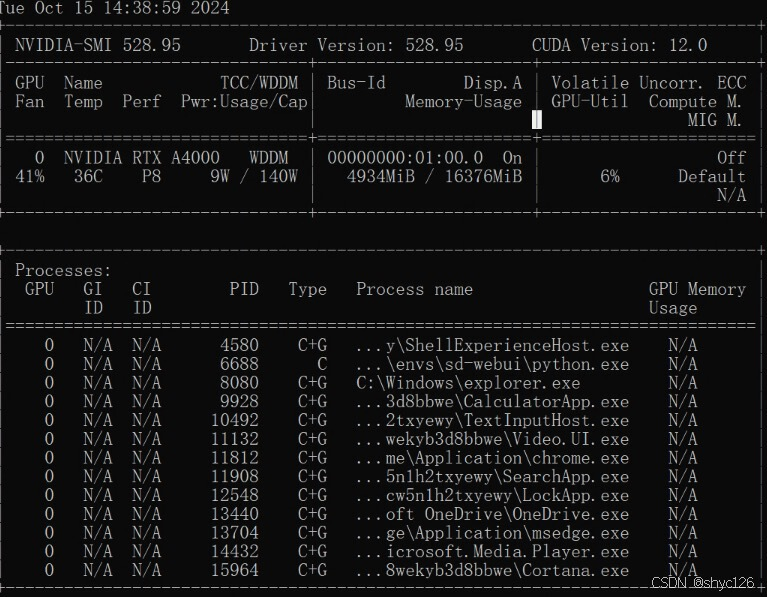 Tue Oct 15 14:38:59 2024
NVIDIA-SMI 528.95 Driver Version: 528.95 CUDA Version: 12.0
GPU Name TCC/WDDM Bus-Id Disp.A Volatile Uncorr. ECC
Fan Temp Perf Pwr:Usage/Cap Memory-Usage GPU-Util Compute M.
MIG M.
0 NVIDIA RTX A4000 WDDM 00000000:01:00.0 On Off
41% 36C P8 9W / 140W 4934MiB / 16376MiB 6% Default
N/A
Processes:
GPU GI CI PID Type Process name GPU Memory
ID ID Usage
0 N/A N/A 4580 C+G ...y\ShellExperienceHost.exe N/A
0 N/A N/A 6688 C ...\envs\sd-webui\python.exe N/A
0 N/A N/A 8080 C+G C:\Windows\explorer.exe N/A
0 N/A N/A 9928 C+G ...3d8bbwe\CalculatorApp.exe N/A
0 N/A N/A 10492 C+G ...2txyewy\TextInputHost.exe N/A
0 N/A N/A 11132 C+G ...wekyb3d8bbwe\Video.UI.exe N/A
0 N/A N/A 11812 C+G ...me\Application\chrome.exe N/A
0 N/A N/A 11908 C+G ...5n1h2txyewy\SearchApp.exe N/A
0 N/A N/A 12548 C+G ...cw5n1h2txyewy\LockApp.exe N/A
0 N/A N/A 13440 C+G ...oft OneDrive\OneDrive.exe N/A
0 N/A N/A 13704 C+G ...ge\Application\msedge.exe N/A
0 N/A N/A 14432 C+G ...icrosoft.Media.Player.exe N/A
0 N/A N/A 15964 C+G ...8wekyb3d8bbwe\Cortana.exe N/A
CSDN @shyc126